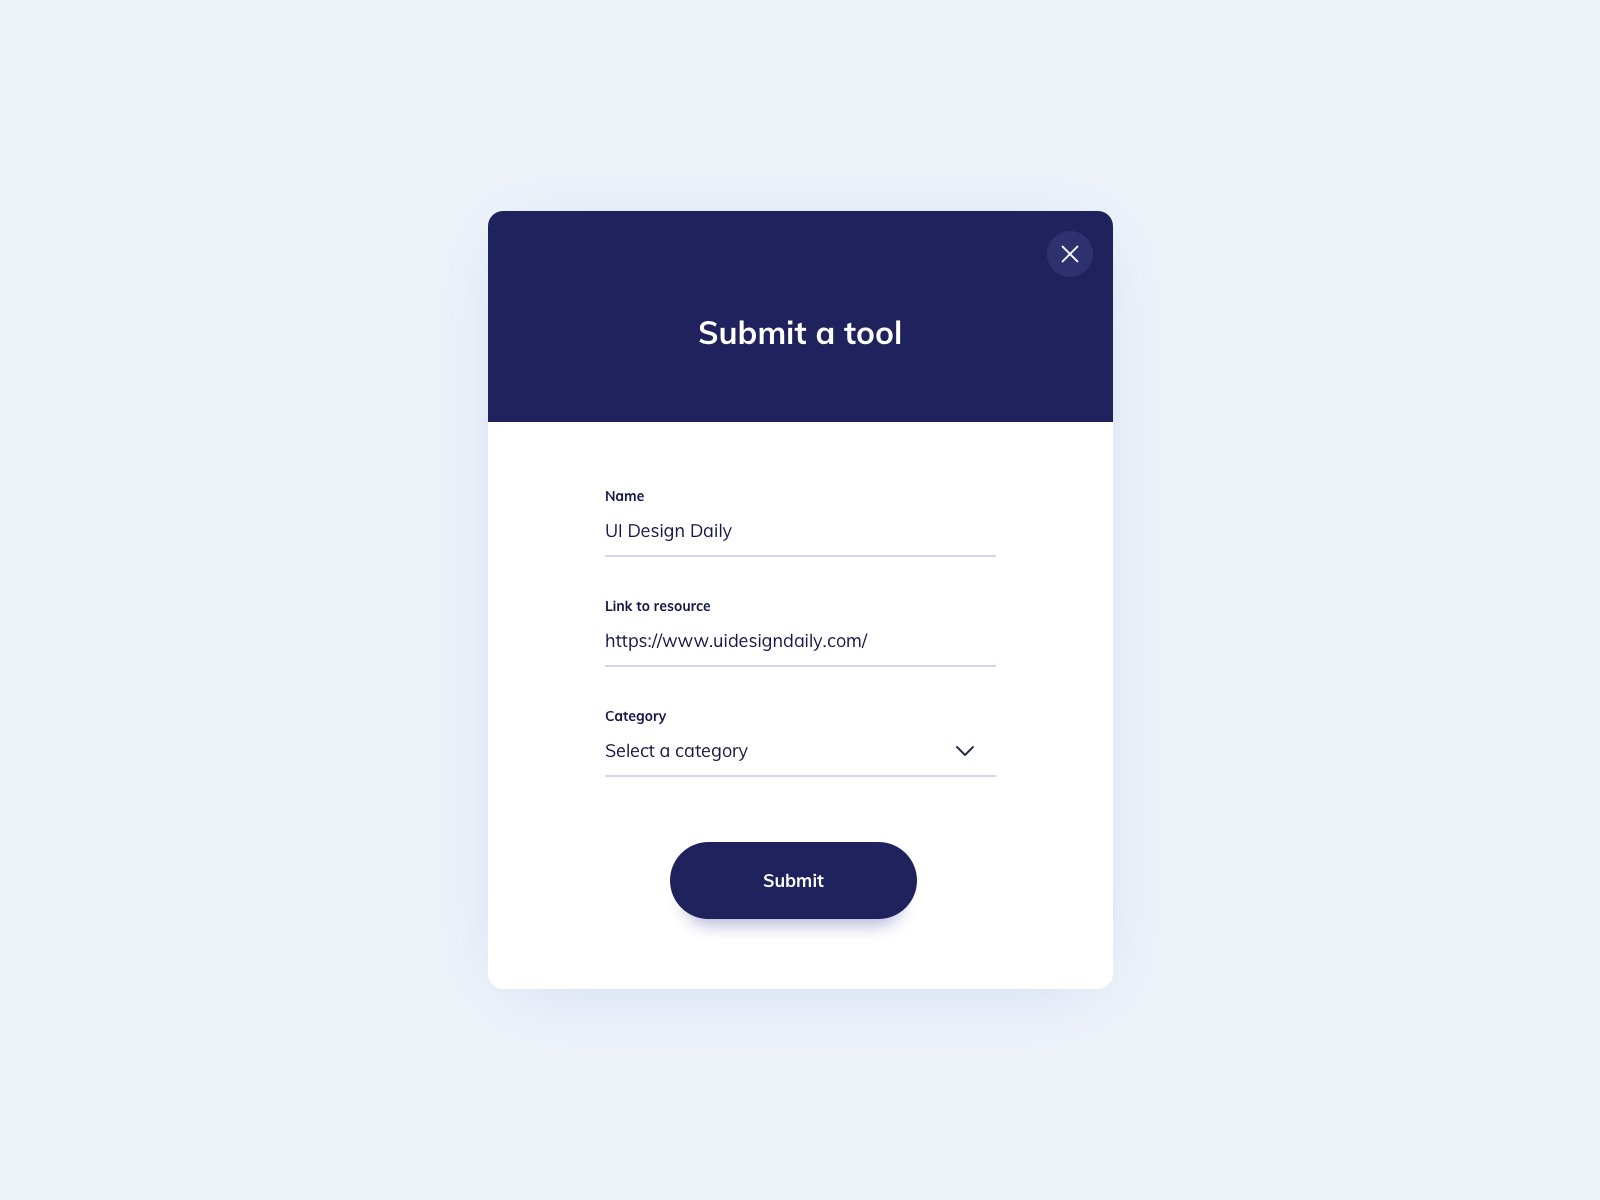 Submit a tool
Name
UI Design Daily
Link to resource
https://www.uidesigndaily.com/
Category
Select a category
Submit